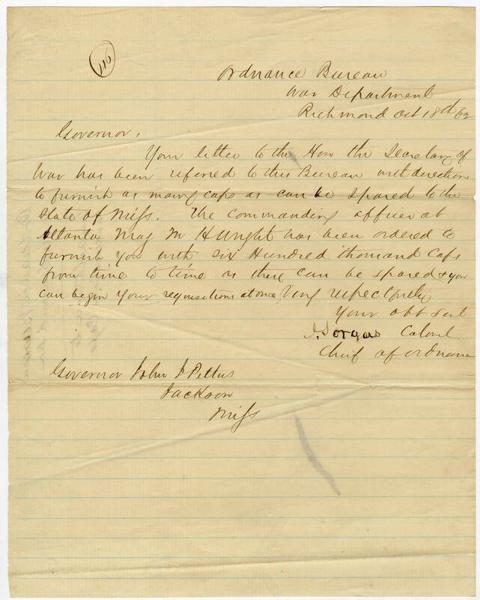 116
Ordnance Bureau
War Department
Richmond Oct 18th 62
Governor,
Your letter to the Hon the Secretary of
War has been referred to this Bureau with directions
to furnish as many caps as can be spared to the
State of Miss. The commanding officer at
Atlanta Maj M H Wright has been ordered to
furnish you with six Hundred thousand caps
from time to time as these can be spared & you
can begin your requisitions at once Very respectfully
Your obt Sevt
J. Gorgas Colonel
Chief of ordnance
Governor John J Pettus
Jackson
Miss